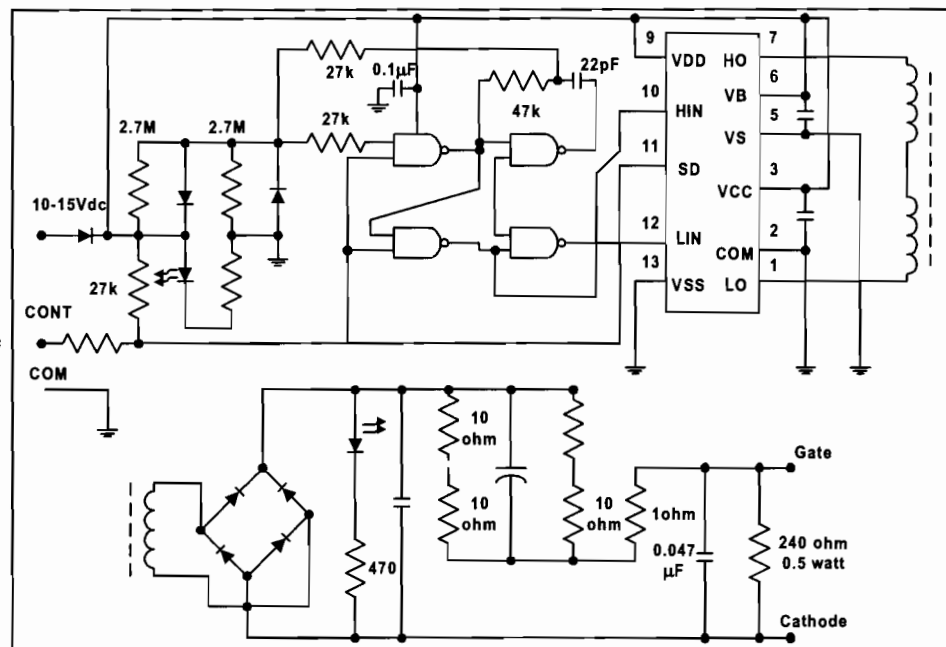 27k
0.1µF
22pF
47k
2.7M
2.7M
27k
10-15Vdc
27k
CONT
COM
9
VDD
10
HIN
11
SD
12
LIN
13
VSS
7
HO
6
VB
5
VS
3
VCC
2
COM
1
LO
10
ohm
10
ohm
470
10
ohm
1ohm
0.047
µF
240 ohm
0.5 watt
Gate
Cathode